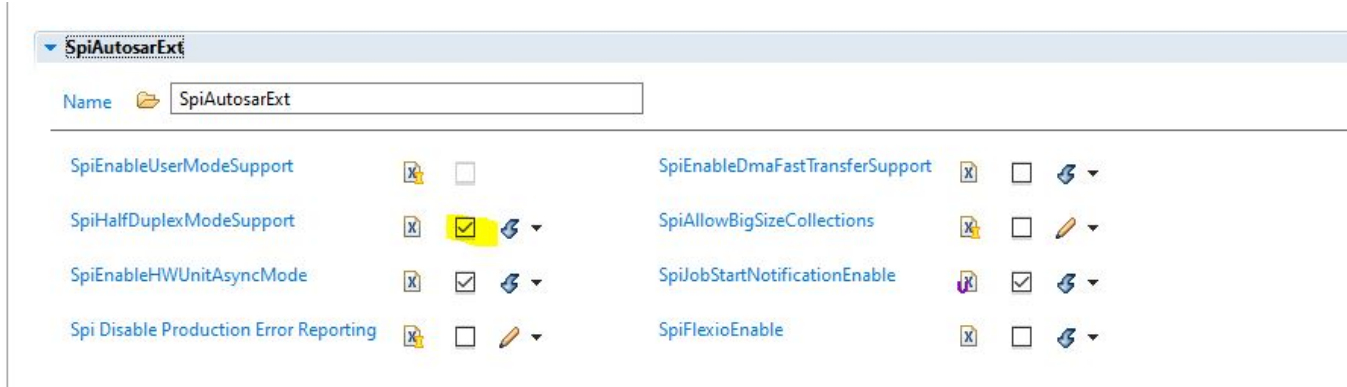 SpiAutosarExt
Name SpiAutosarExt
SpiEnableUserModeSupport SpiEnableDmaFastTransferSupport
SpiHalfDuplexModeSupport SpiAllowBigSizeCollections
SpiEnableHWUnitAsyncMode SpiJobStartNotificationEnable
Spi Disable Production Error Reporting SpiFlexioEnable